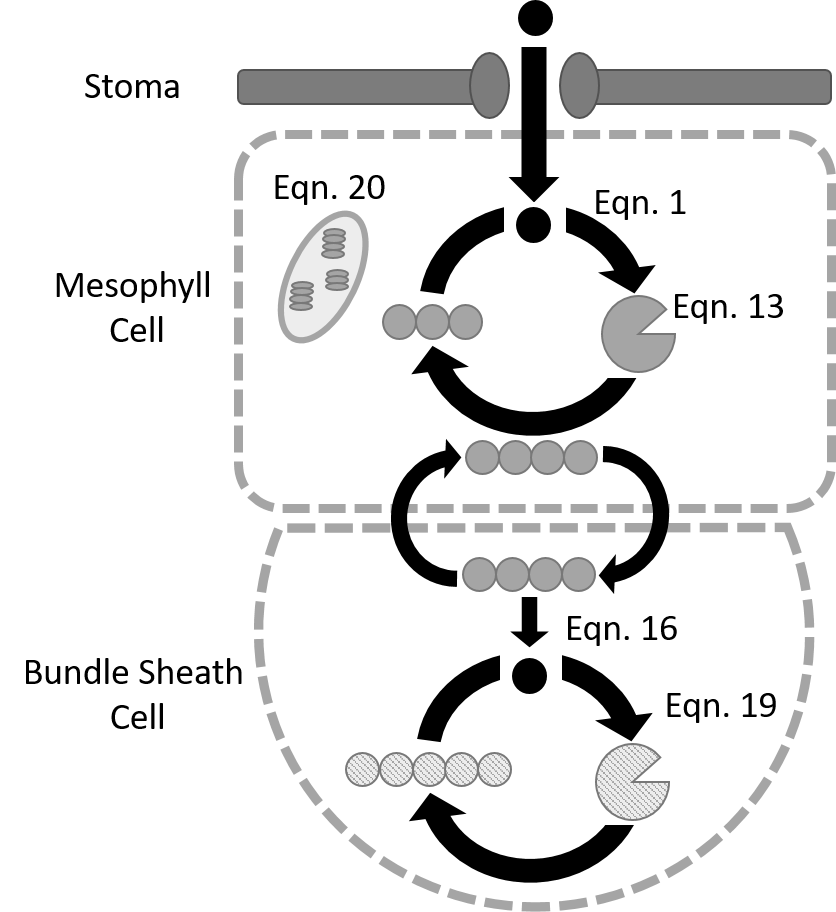 Stoma
Eqn. 20
Eqn. 1
Mesophyll
Cell
Eqn. 13
Eqn. 16
Bundle Sheath
Cell
Eqn. 19